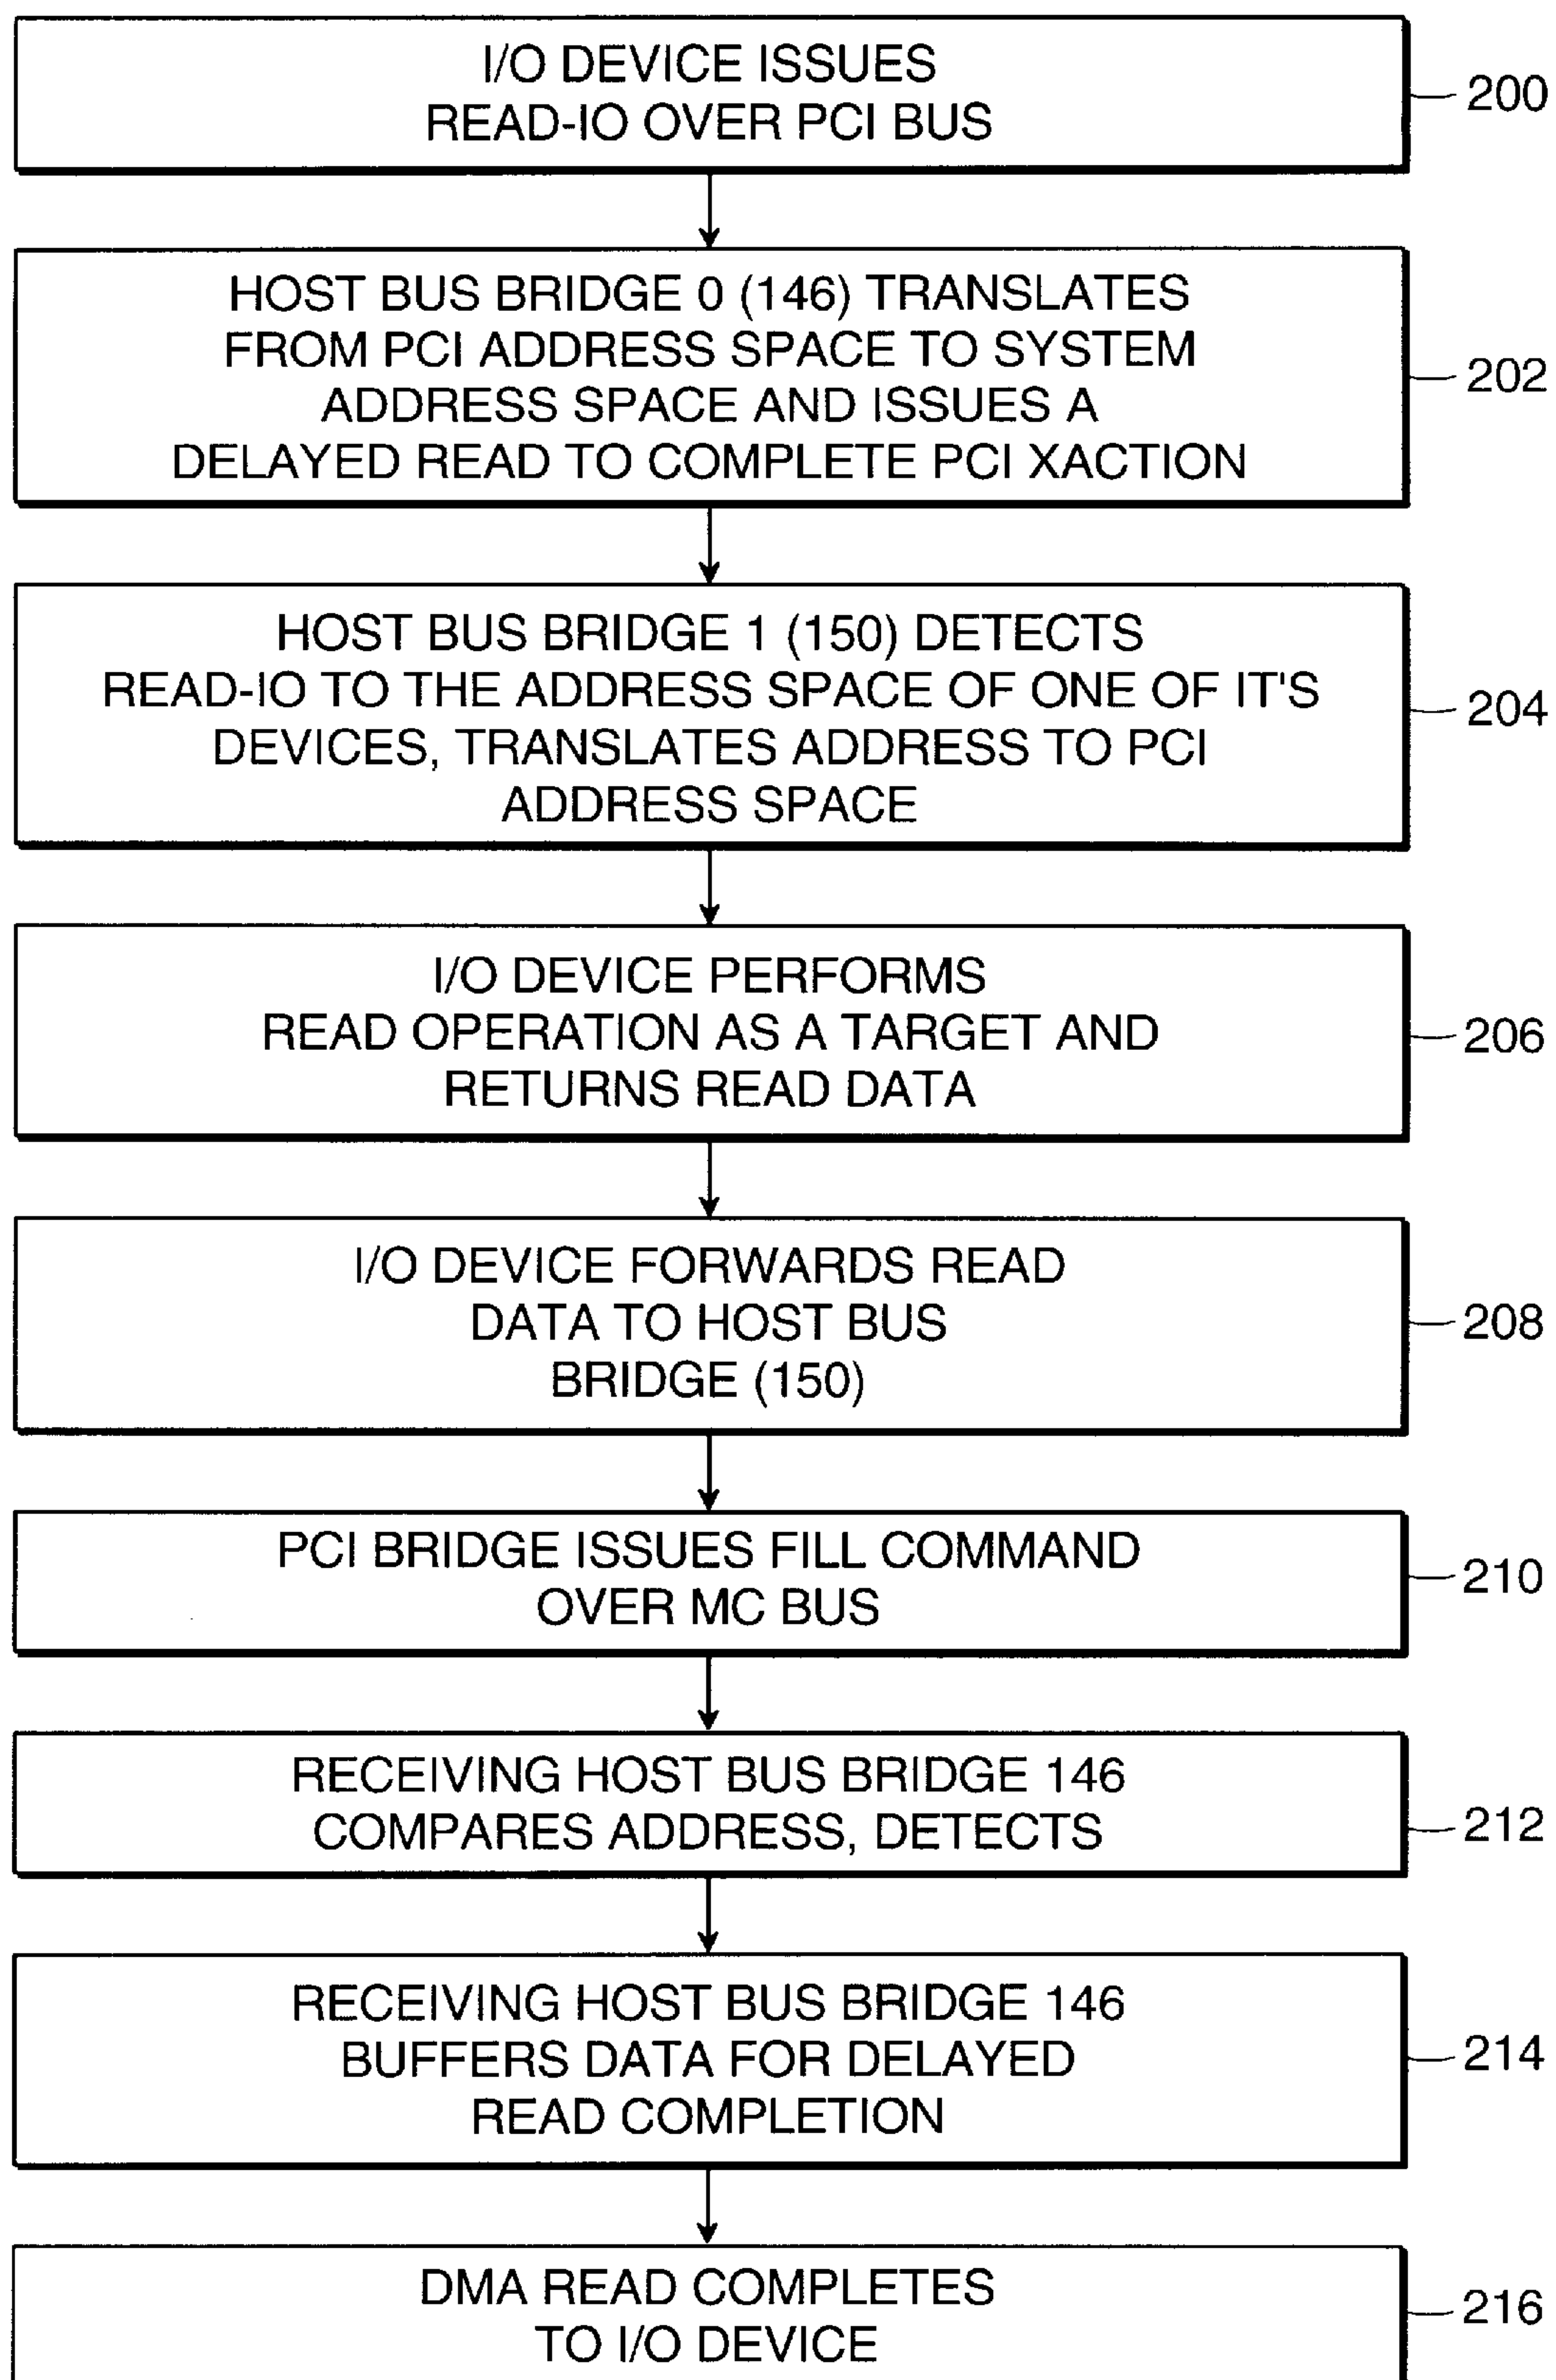 I/O DEVICE ISSUES
READ-IO OVER PCI BUS
200
HOST BUS BRIDGE 0 (146) TRANSLATES
FROM PCI ADDRESS SPACE TO SYSTEM
ADDRESS SPACE AND ISSUES A
DELAYED READ TO COMPLETE PCI XACTION
202
HOST BUS BRIDGE 1 (150) DETECTS
READ-IO TO THE ADDRESS SPACE OF ONE OF IT'S
DEVICES, TRANSLATES ADDRESS TO PCI
ADDRESS SPACE
204
I/O DEVICE PERFORMS
READ OPERATION AS A TARGET AND
RETURNS READ DATA
206
I/O DEVICE FORWARDS READ
DATA TO HOST BUS
BRIDGE (150)
208
PCI BRIDGE ISSUES FILL COMMAND
OVER MC BUS
210
RECEIVING HOST BUS BRIDGE 146
COMPARES ADDRESS, DETECTS
212
RECEIVING HOST BUS BRIDGE 146
BUFFERS DATA FOR DELAYED
READ COMPLETION
214
DMA READ COMPLETES
TO I/O DEVICE
216